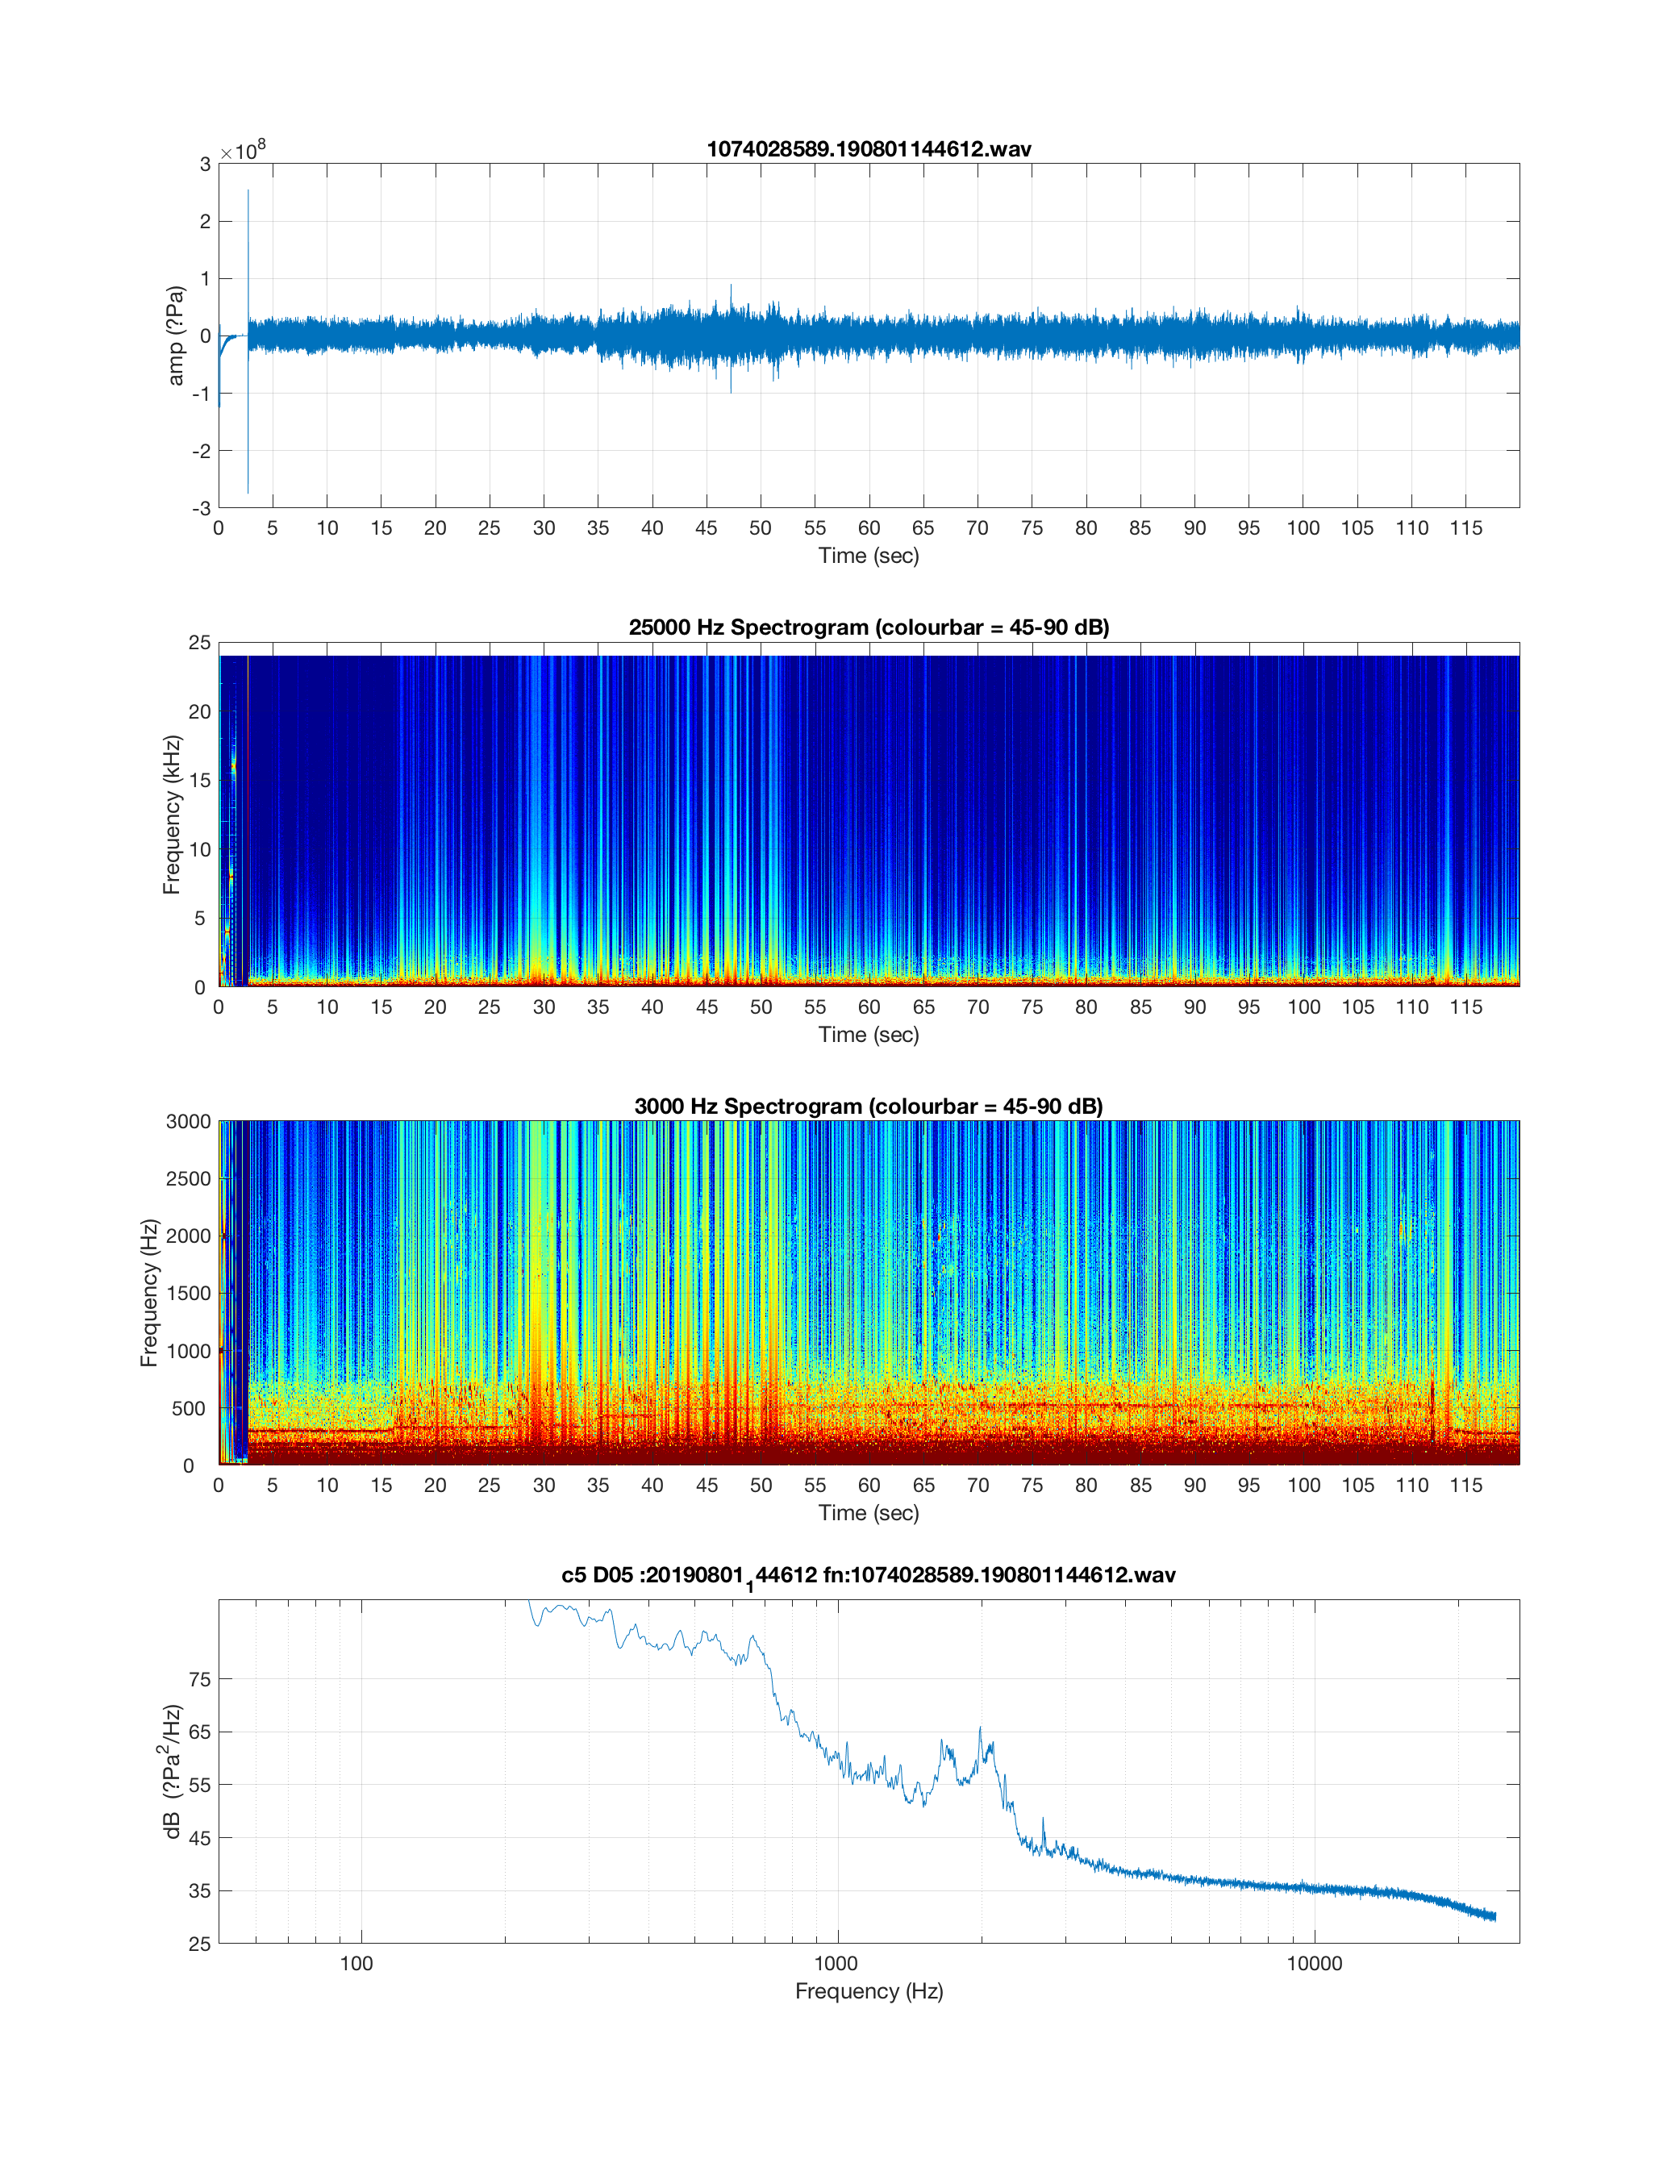 1074028589.190801144612.wav
×10^8
3
2
1
0
-1
-2
-3
amp (?Pa)
0 5 10 15 20 25 30 35 40 45 50 55 60 65 70 75 80 85 90 95 100 105 110 115
Time (sec)
25000 Hz Spectrogram (colourbar = 45-90 dB)
25
20
15
10
5
0
Frequency (kHz)
0 5 10 15 20 25 30 35 40 45 50 55 60 65 70 75 80 85 90 95 100 105 110 115
Time (sec)
3000 Hz Spectrogram (colourbar = 45-90 dB)
3000
2500
2000
1500
1000
500
0
Frequency (Hz)
0 5 10 15 20 25 30 35 40 45 50 55 60 65 70 75 80 85 90 95 100 105 110 115
Time (sec)
c5 D05 :20190801_144612 fn:1074028589.190801144612.wav
75
65
55
45
35
25
dB (?Pa^2/Hz)
100 1000 10000
Frequency (Hz)